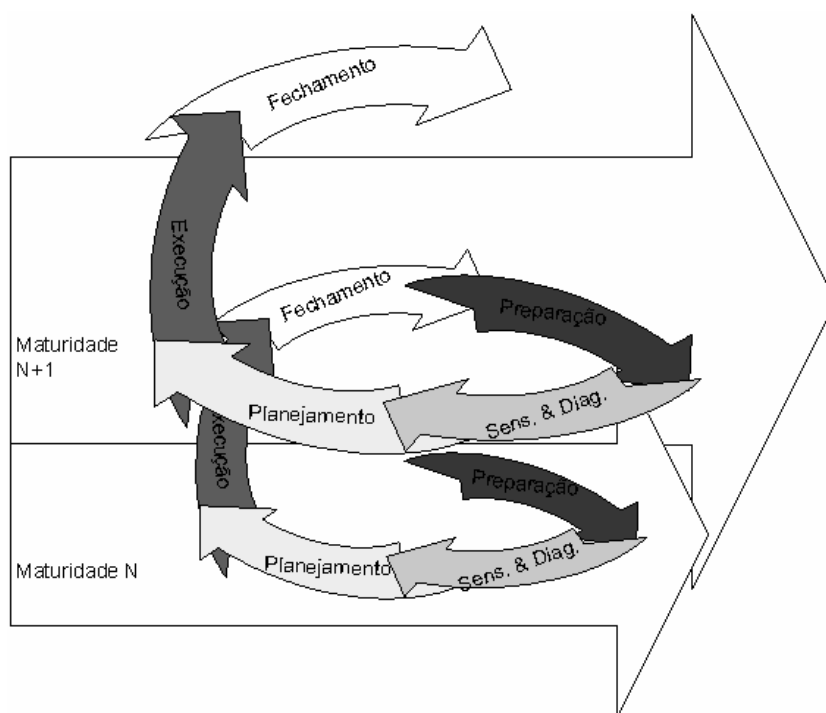 Fechamento
Execução
Fechamento
Preparação
Maturidade
N+1
Planejamento
Sens. & Diag.
Execução
Preparação
Maturidade N
Planejamento
Sens. & Diag.